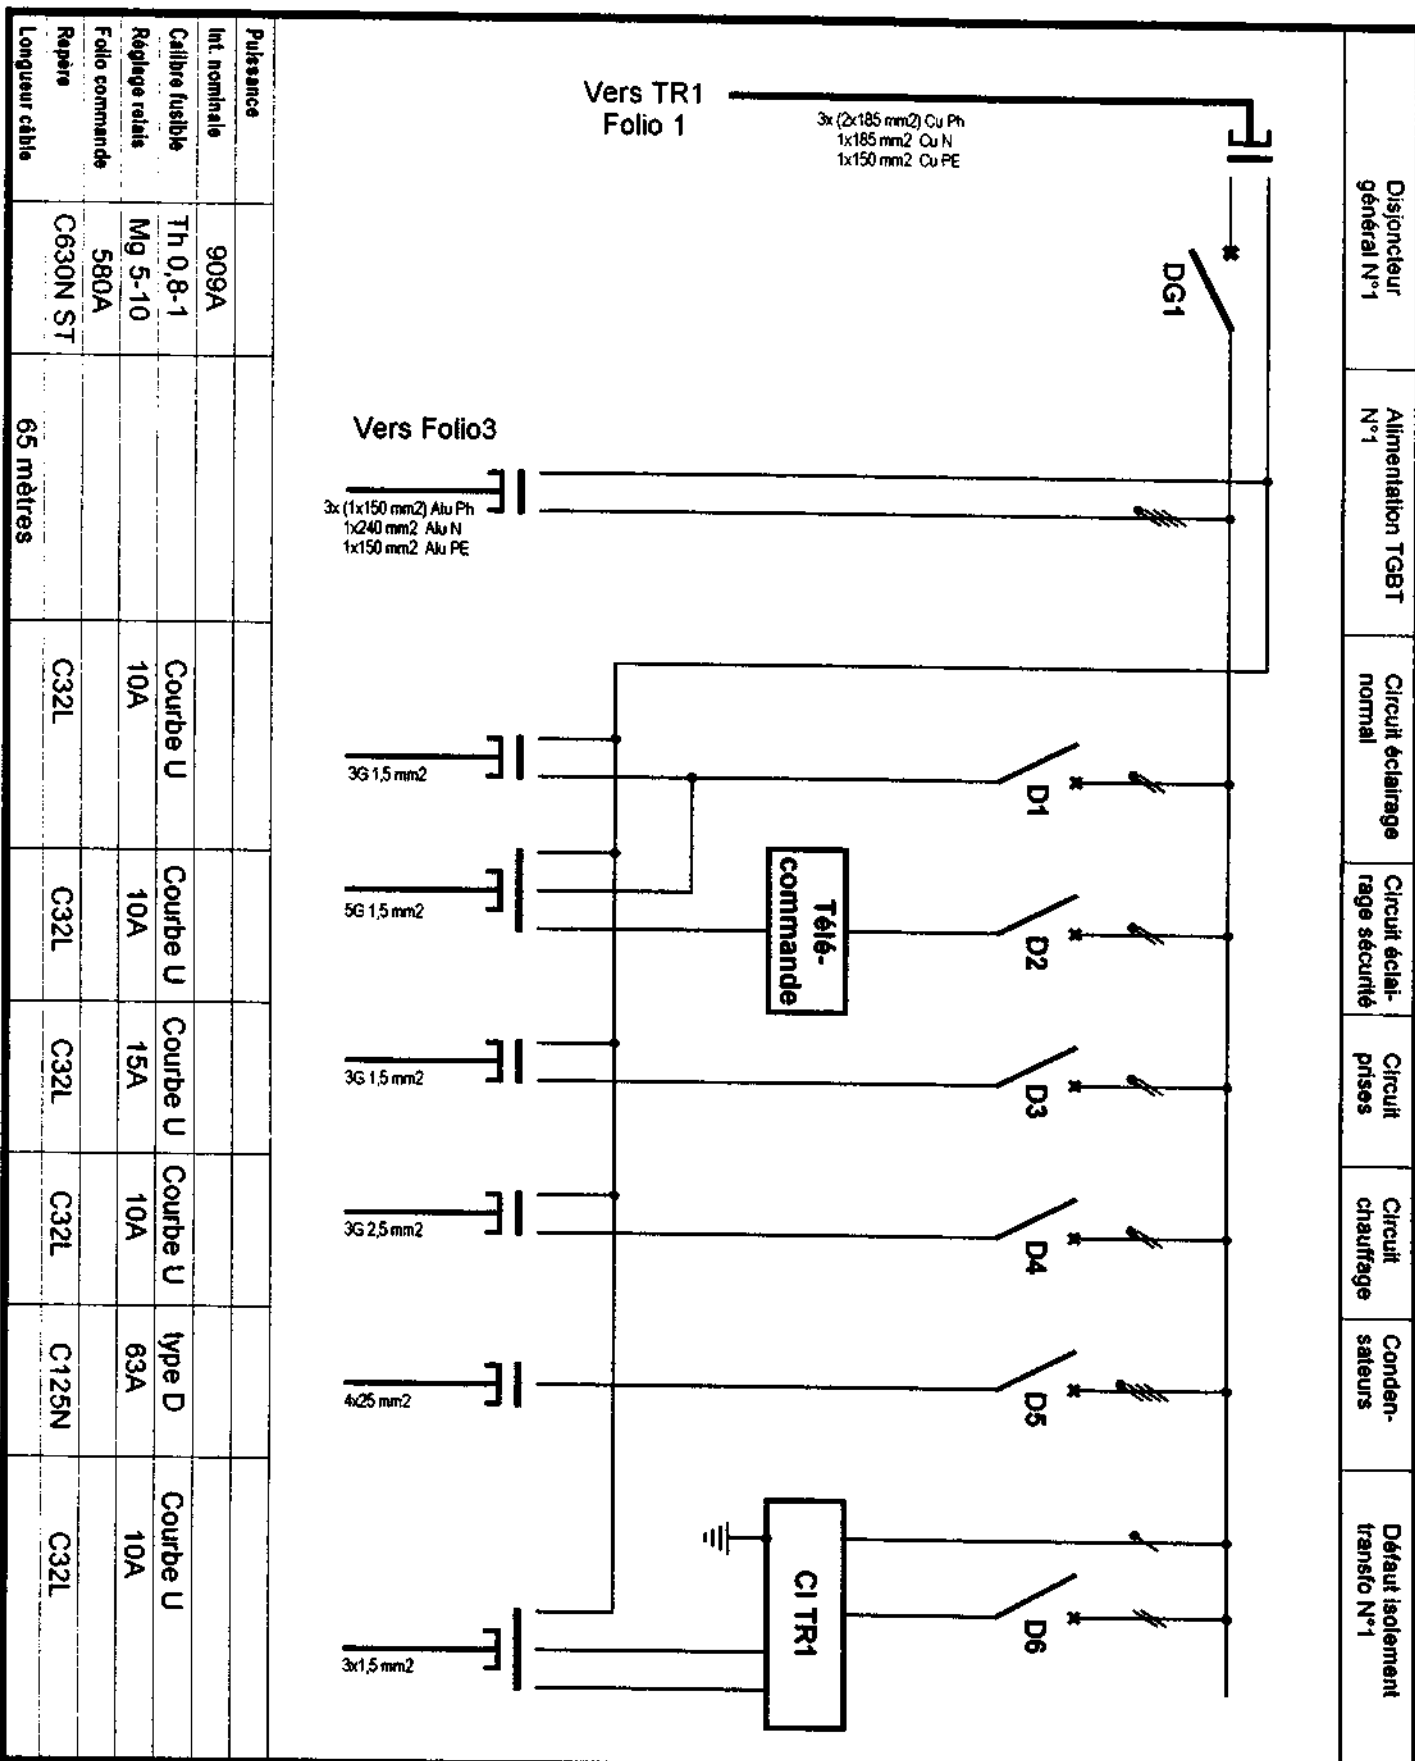 Disjoncteur
général N°1
Alimentation TGBT
N°1
Circuit éclairage
normal
Circuit éclai-
rage sécurité
Circuit
prises
Circuit
chauffage
Conden-
sateurs
Défaut isolement
transfo N°1
Vers TR1
Folio 1
3x (2x185 mm2) Cu Ph
1x185 mm2 Cu N
1x150 mm2 Cu PE
DG1
Vers Folio3
3x (1x150 mm2) Alu Ph
1x240 mm2 Alu N
1x150 mm2 Alu PE
D1
D2
D3
D4
D5
D6
Télé-
commande
CI TR1
3G 1,5 mm2
5G 1,5 mm2
3G 1,5 mm2
3G 2,5 mm2
4x25 mm2
3x1,5 mm2
Puissance
Int. nominale
909A
Calibre fusible
Th 0,8-1
Courbe U
Courbe U
Courbe U
Courbe U
type D
Courbe U
Réglage relais
Mg 5-10
10A
10A
15A
10A
63A
10A
Folio commande
580A
Repère
C630N ST
C32L
C32L
C32L
C32L
C125N
C32L
Longueur câble
65 mètres